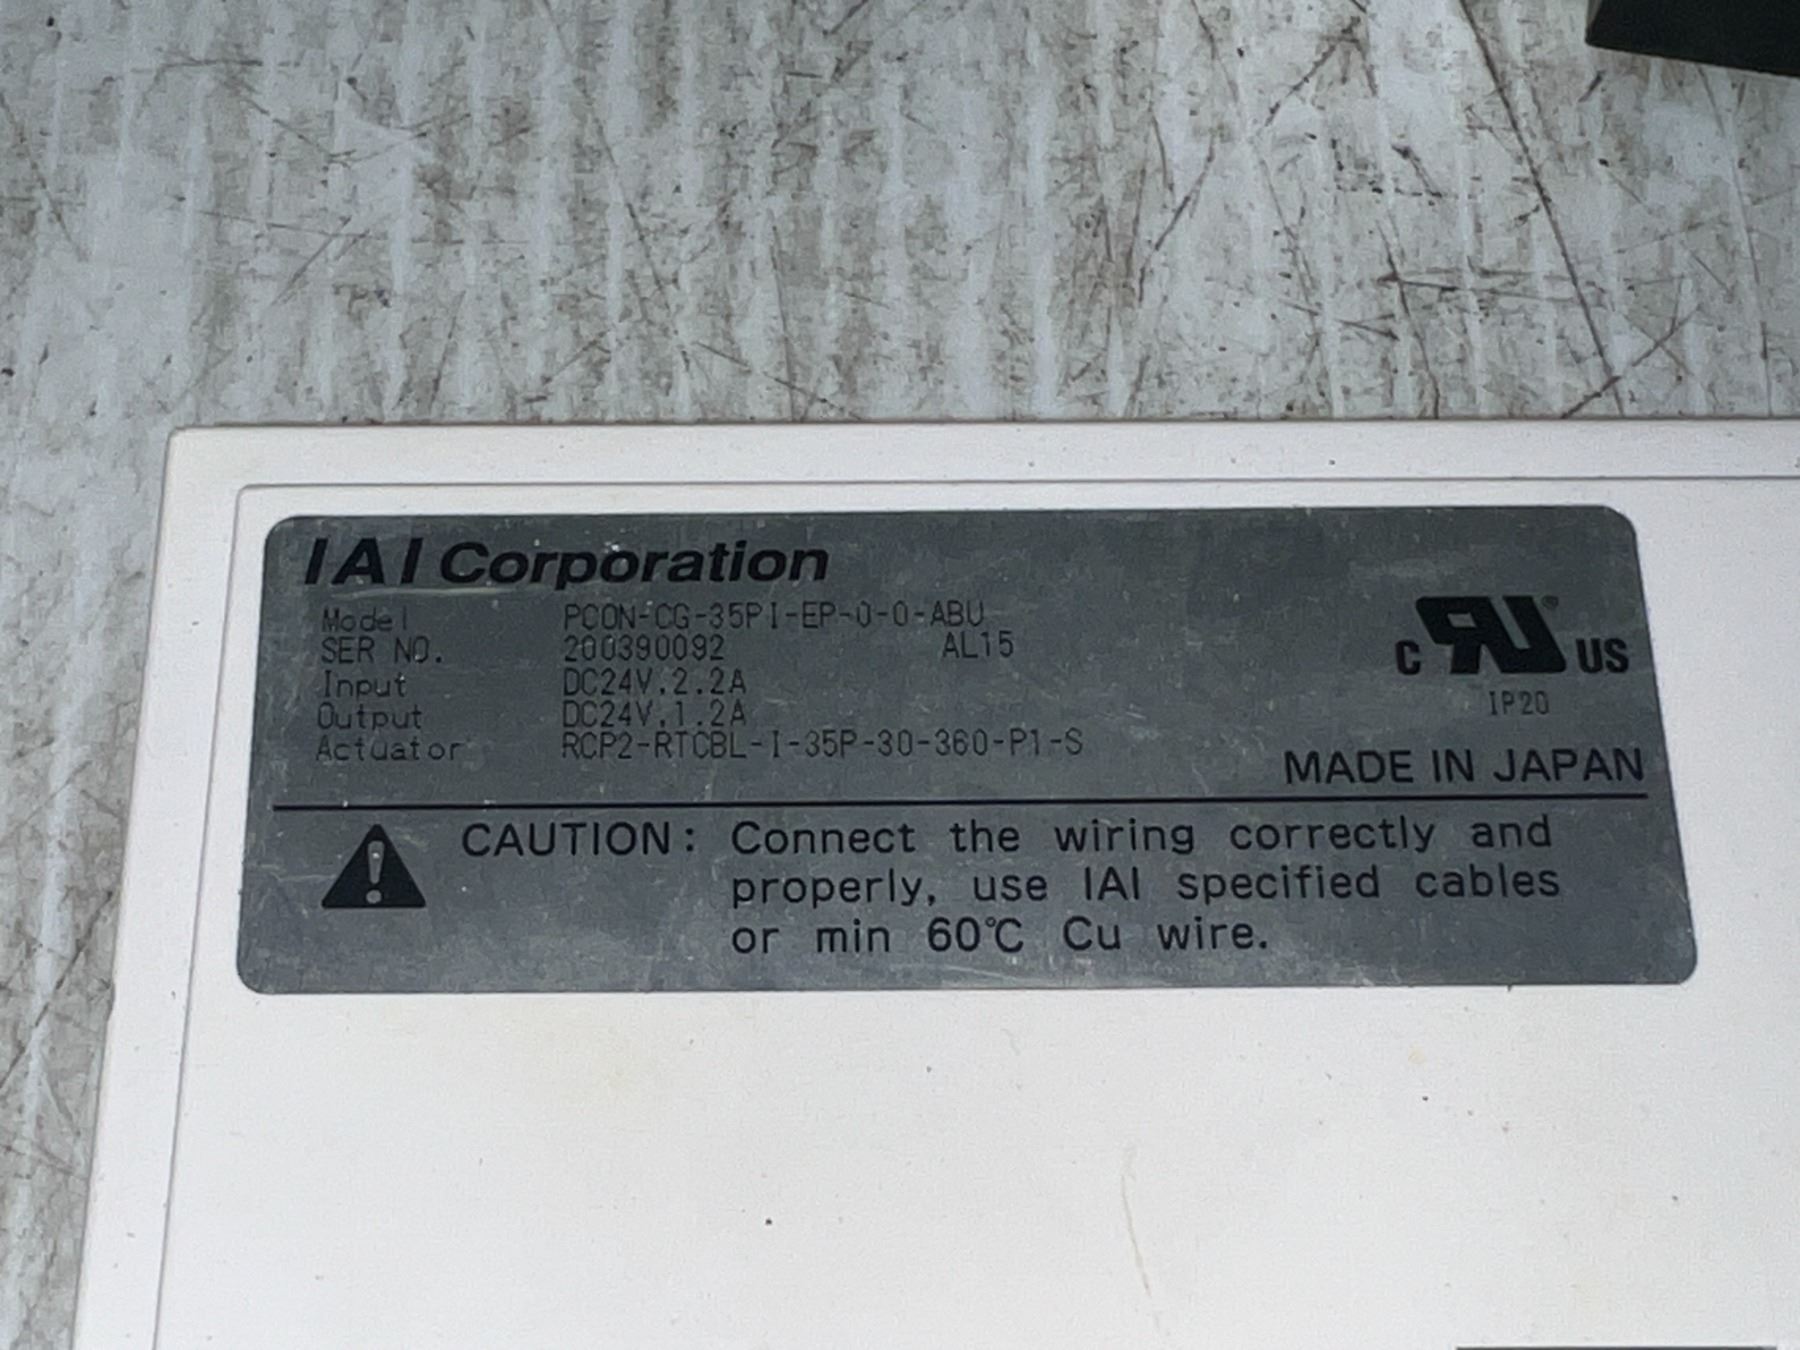 IAI Corporation
Model PCON-CG-35PI-EP-0-0-ABU
SER NO. 200390092 AL15
Input DC24V,2.2A
Output DC24V,1.2A
Actuator RCP2-RTCBL-I-35P-30-360-P1-S
C RU® US
IP20
MADE IN JAPAN
CAUTION: Connect the wiring correctly and
properly, use IAI specified cables
or min 60℃ Cu wire.